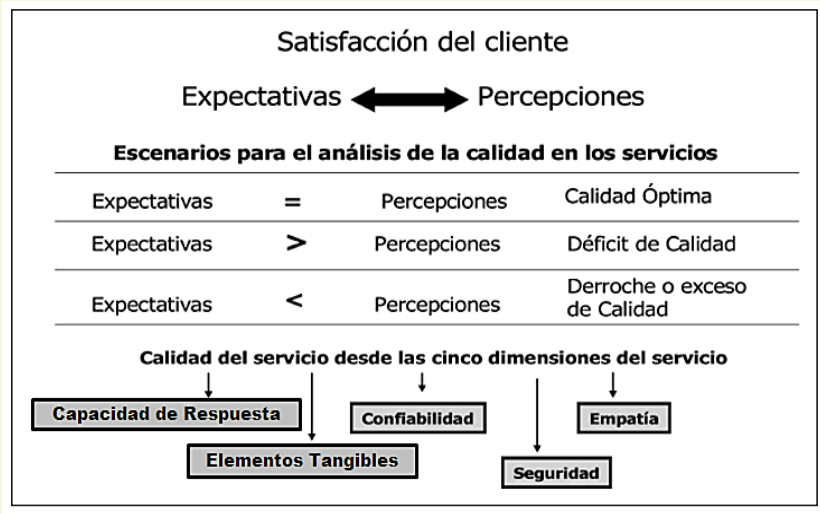 Satisfacción del cliente
Expectativas Percepciones
Escenarios para el análisis de la calidad en los servicios
Expectativas = Percepciones Calidad Óptima
Expectativas > Percepciones Déficit de Calidad
Expectativas < Percepciones Derroche o exceso
de Calidad
Calidad del servicio desde las cinco dimensiones del servicio
Capacidad de Respuesta Confiabilidad Empatía
Elementos Tangibles Seguridad